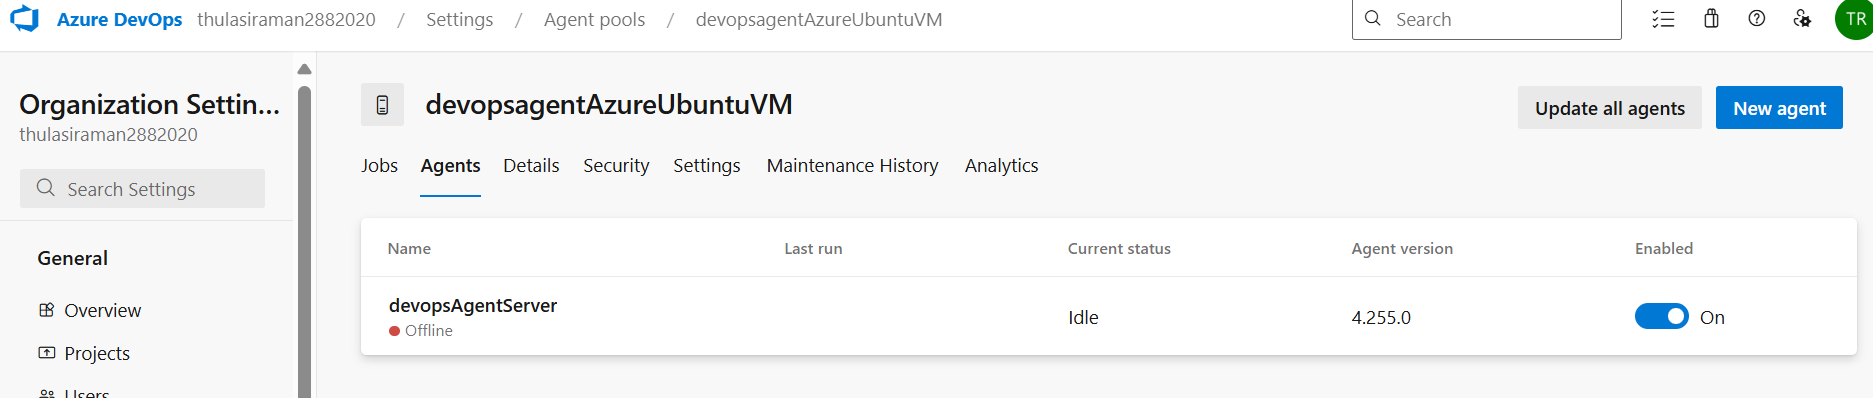 Azure DevOps thulasiraman2882020 / Settings / Agent pools / devopsagentAzureUbuntuVM
Search
TR
Organization Settin...
thulasiraman2882020
Search Settings
General
Overview
Projects
Users
devopsagentAzureUbuntuVM
Update all agents
New agent
Jobs Agents Details Security Settings Maintenance History Analytics
Name Last run Current status Agent version Enabled
devopsAgentServer
Offline
Idle
4.255.0
On